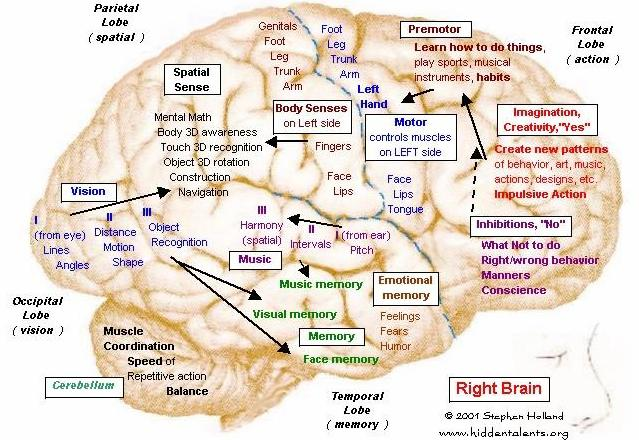 Parietal
Lobe
( spatial )
Genitals
Foot
Leg
Trunk
Arm
Foot
Leg
Trunk
Arm
Left
Hand
Premotor
Learn how to do things,
play sports, musical
instruments, habits
Frontal
Lobe
( action )
Spatial
Sense
Mental Math
Body 3D awareness
Touch 3D recognition
Object 3D rotation
Construction
Navigation
Body Senses
on Left side
Fingers
Face
Lips
Motor
controls muscles
on LEFT side
Face
Lips
Tongue
Imagination,
Creativity,"Yes"
Create new patterns
of behavior, art, music,
actions, designs, etc.
Impulsive Action
Inhibitions, "No"
What Not to do
Right/wrong behavior
Manners
Conscience
Vision
I
(from eye)
Lines
Angles
II
Distance
Motion
Shape
III
Object
Recognition
III
Harmony
(spatial)
II
Intervals
I (from ear)
Pitch
Music
Music memory
Visual memory
Memory
Face memory
Emotional
memory
Feelings
Fears
Humor
Occipital
Lobe
( vision )
Muscle
Coordination
Speed of
Repetitive action
Balance
Cerebellum
Temporal
Lobe
( memory )
Right Brain
© 2001 Stephen Holland
www.hiddentalents.org